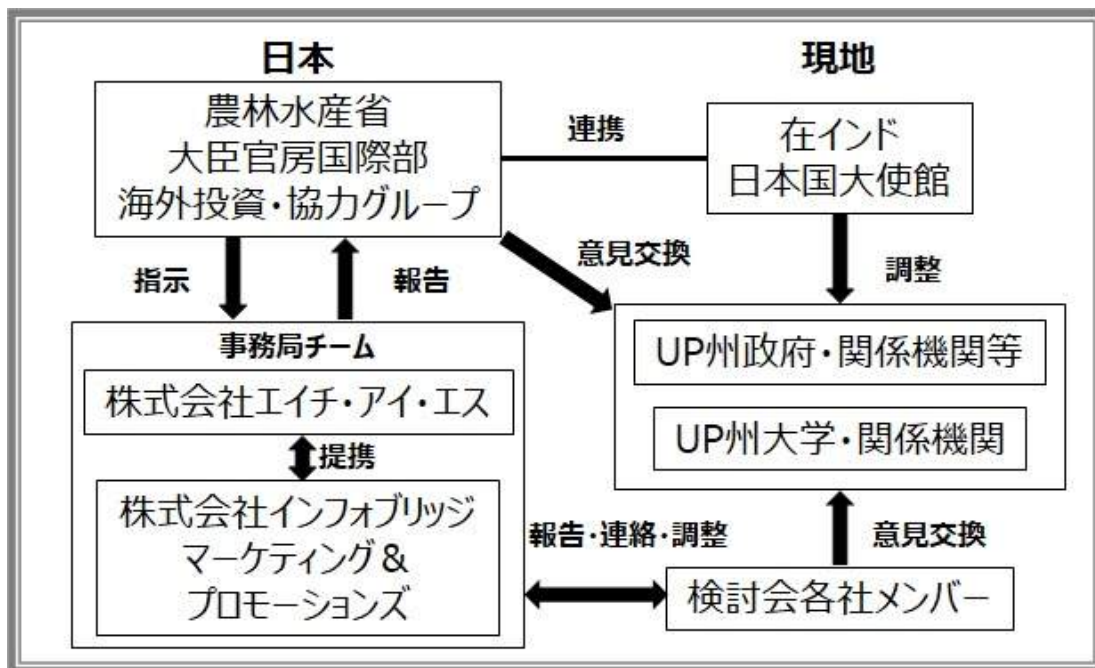 日本
現地
農林水産省
大臣官房国際部
海外投資・協力グループ
連携
在インド
日本国大使館
指示
報告
意見交換
調整
事務局チーム
株式会社エイチ・アイ・エス
提携
株式会社インフォブリッジ
マーケティング&
プロモーションズ
UP州政府・関係機関等
UP州大学・関係機関
報告・連絡・調整
意見交換
検討会各社メンバー